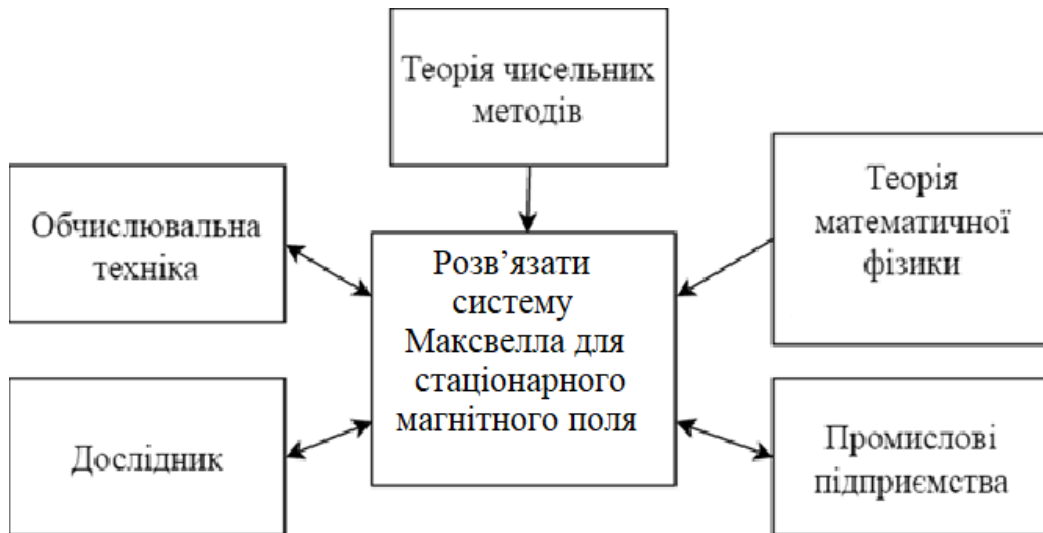 Теорія чисельних
методів
Обчислювальна
техніка
Теорія
математичної
фізики
Розв’язати
систему
Максвелла для
стаціонарного
магнітного поля
Дослідник
Промислові
підприємства